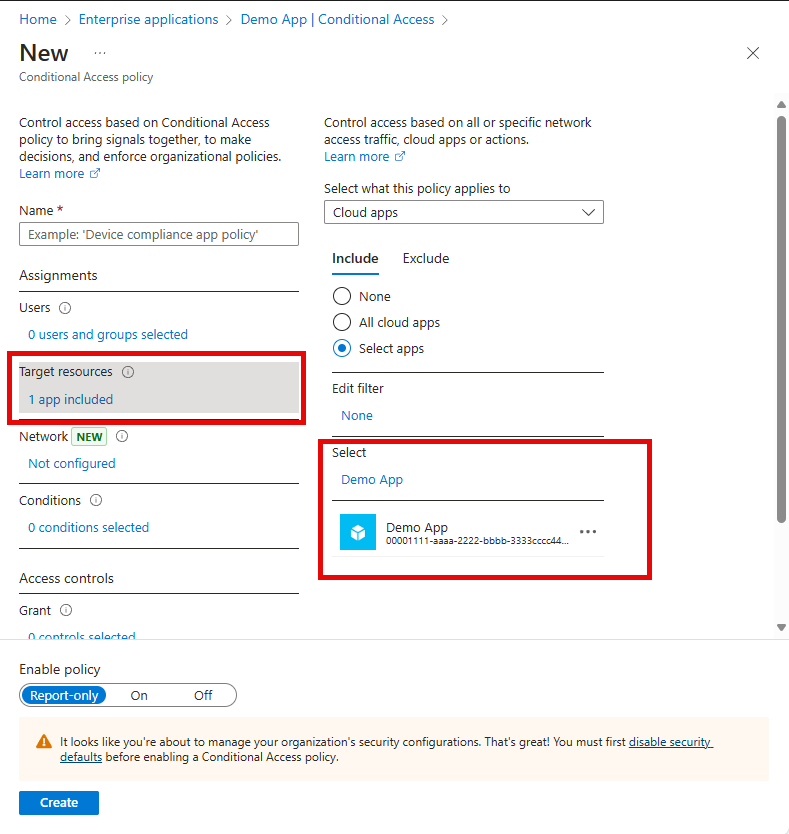 Home > Enterprise applications > Demo App | Conditional Access >
New ...
Conditional Access policy
Control access based on Conditional Access
policy to bring signals together, to make
decisions, and enforce organizational policies.
Learn more
Name *
Example: 'Device compliance app policy'
Assignments
Users
0 users and groups selected
Target resources
1 app included
Network NEW
Not configured
Conditions
0 conditions selected
Access controls
Grant
0 controls selected
Control access based on all or specific network
access traffic, cloud apps or actions.
Learn more
Select what this policy applies to
Cloud apps
Include Exclude
None
All cloud apps
Select apps
Edit filter
None
Select
Demo App
Demo App
00001111-aaaa-2222-bbbb-3333cccc44...
Enable policy
Report-only On Off
It looks like you're about to manage your organization's security configurations. That's great! You must first disable security
defaults before enabling a Conditional Access policy.
Create